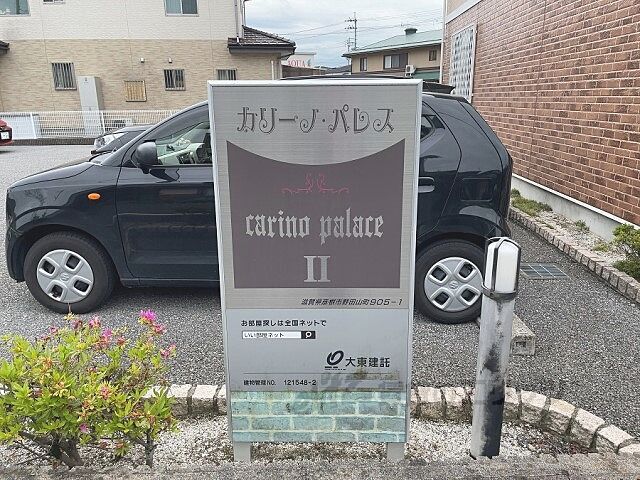 カリーノ・パレス
carino palace
II
滋賀県彦根市野田山町905-1
お部屋探しは全国ネットで
いい部屋ネット
大東建託
建物管理NO. 121548-2